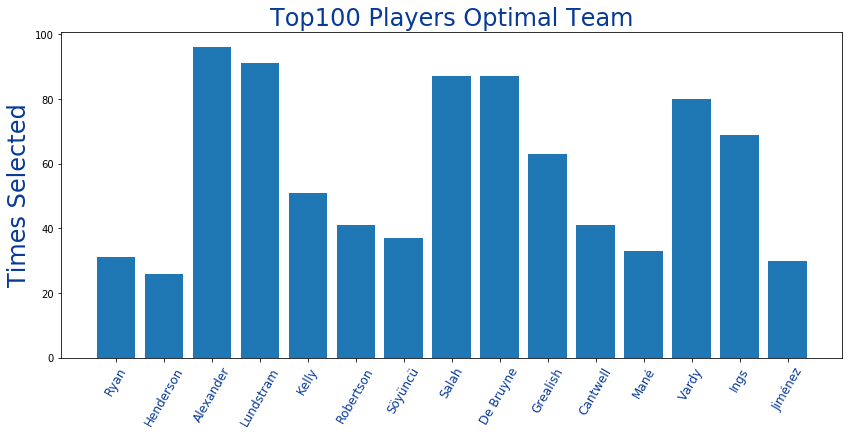 Top100 Players Optimal Team
Times Selected
100
80
60
40
20
0
Ryan
Henderson
Alexander
Lundstram
Kelly
Robertson
Söyüncü
Salah
De Bruyne
Grealish
Cantwell
Mané
Vardy
Ings
Jiménez